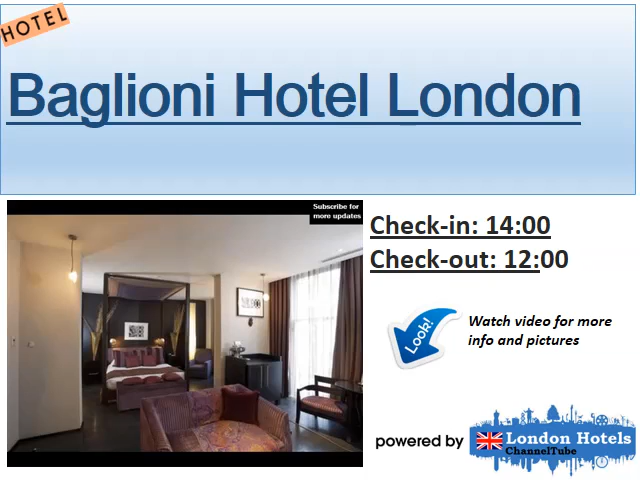 HOTEL
Baglioni Hotel London
Subscribe for
more updates
Check-in: 14:00
Check-out: 12:00
Look!
Watch video for more
info and pictures
powered by
London Hotels
ChannelTube